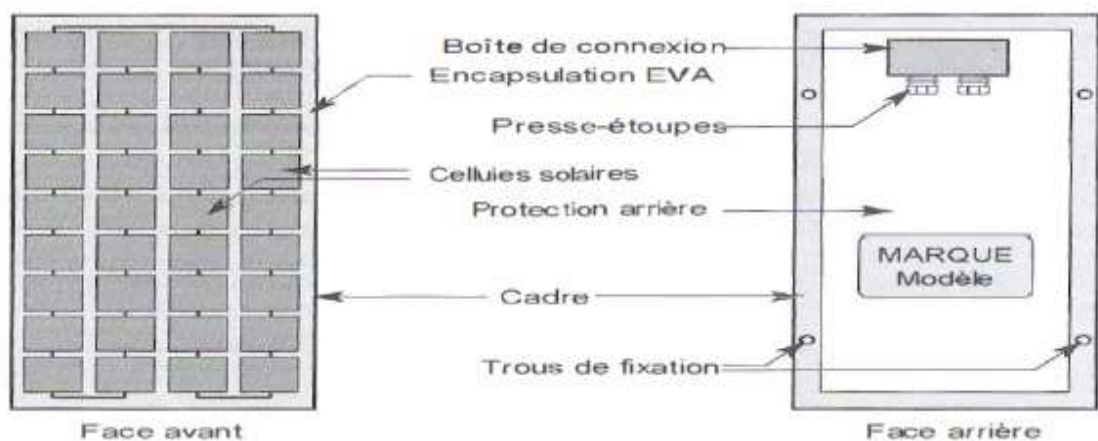 Boîte de connexion
Encapsulation EVA
Presse-étoupes
Cellules solaires
Protection arrière
MARQUE
Modèle
Cadre
Trous de fixation
Face avant
Face arrière